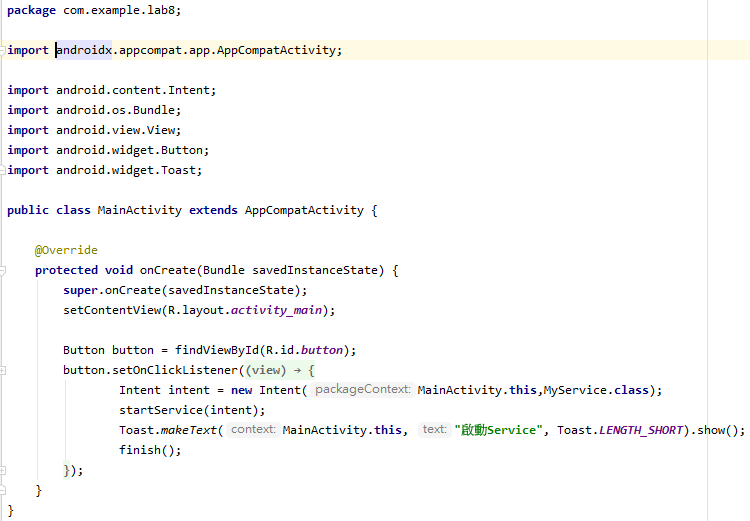 package com.example.lab8;
import androidx.appcompat.app.AppCompatActivity;
import android.content.Intent;
import android.os.Bundle;
import android.view.View;
import android.widget.Button;
import android.widget.Toast;
public class MainActivity extends AppCompatActivity {
@Override
protected void onCreate(Bundle savedInstanceState) {
super.onCreate(savedInstanceState);
setContentView(R.layout.activity_main);
Button button = findViewById(R.id.button);
button.setOnClickListener((view) → {
Intent intent = new Intent( packageContext: MainActivity.this,MyService.class);
startService(intent);
Toast.makeText( context: MainActivity.this, text: "啟動Service", Toast.LENGTH_SHORT).show();
finish();
});
}
}